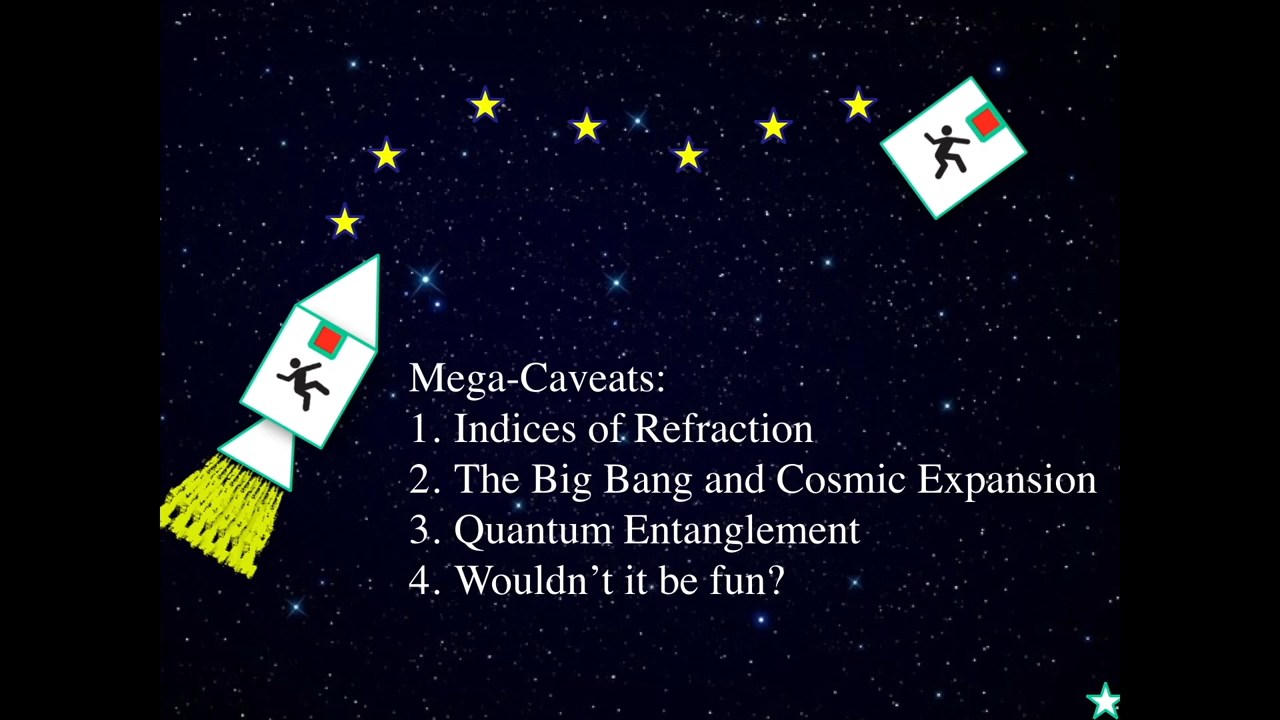 Mega-Caveats:
1. Indices of Refraction
2. The Big Bang and Cosmic Expansion
3. Quantum Entanglement
4. Wouldn’t it be fun?